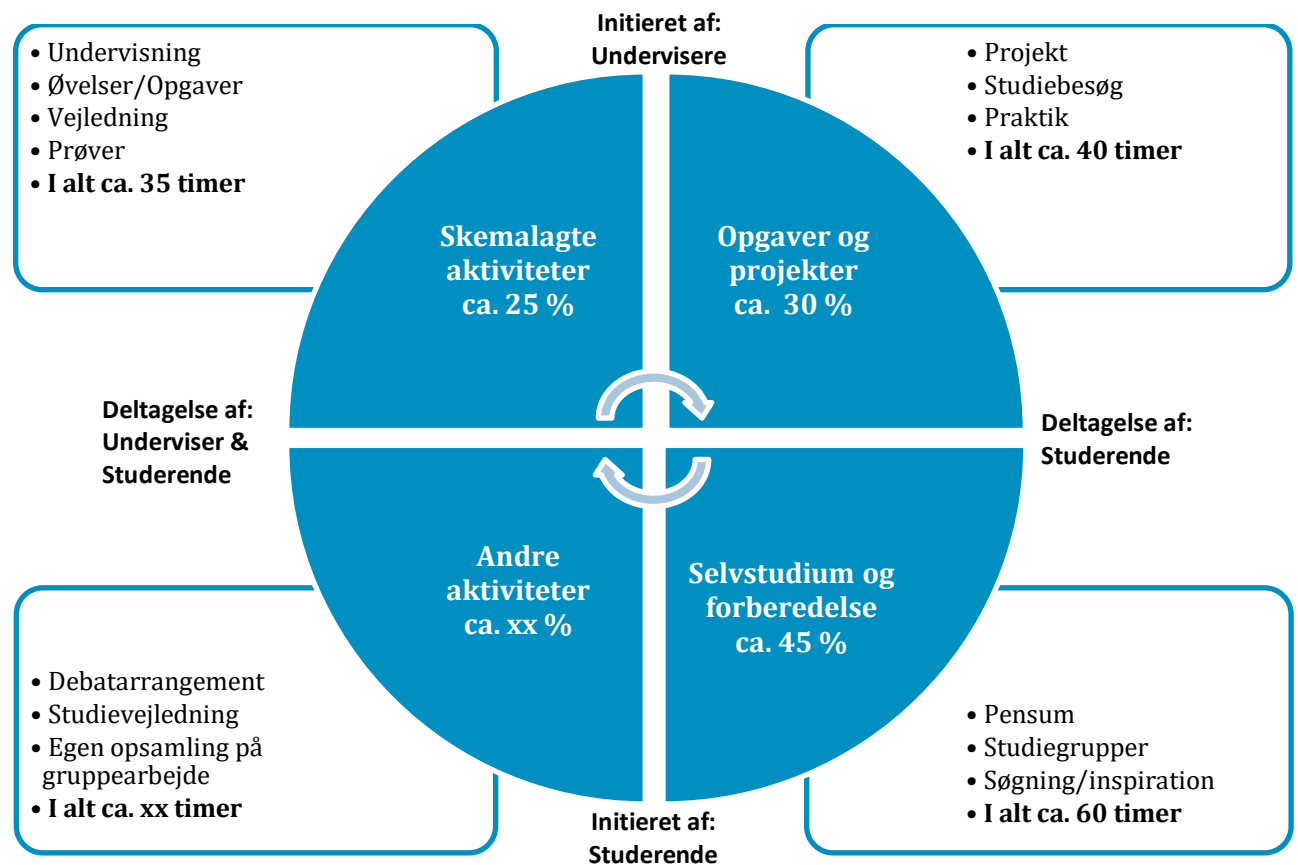 Initieret af:
Undervisere
• Undervisning
• Øvelser/Opgaver
• Vejledning
• Prøver
• I alt ca. 35 timer
• Projekt
• Studiebesøg
• Praktik
• I alt ca. 40 timer
Skemalagte
aktiviteter
ca. 25 %
Opgaver og
projekter
ca. 30 %
Deltagelse af:
Underviser &
Studerende
Deltagelse af:
Studerende
Andre
aktiviteter
ca. xx %
Selvstudium og
forberedelse
ca. 45 %
• Debatarrangement
• Studievejledning
• Egen opsamling på
gruppearbejde
• I alt ca. xx timer
• Pensum
• Studiegrupper
• Søgning/inspiration
• I alt ca. 60 timer
Initieret af:
Studerende